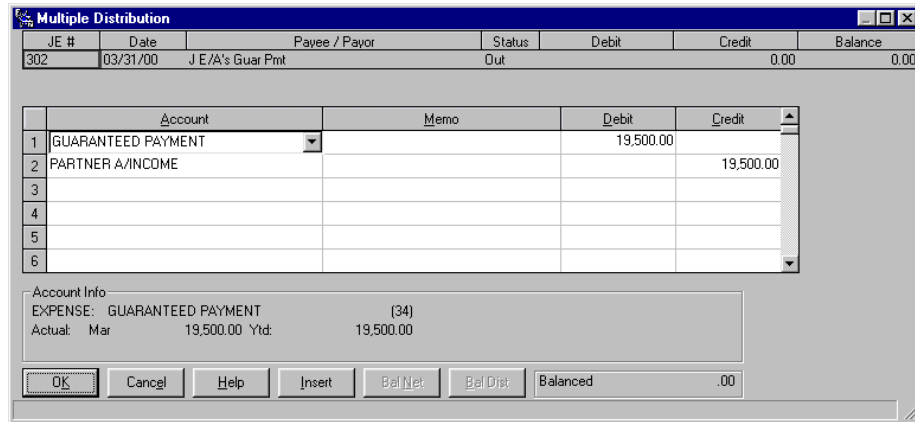 Multiple Distribution
JE # Date Payee / Payor Status Debit Credit Balance
302 03/31/00 J E/A's Guar Pmt Out 0.00 0.00
Account Memo Debit Credit
1 GUARANTEED PAYMENT 19,500.00
2 PARTNER A/INCOME 19,500.00
3
4
5
6
Account Info
EXPENSE: GUARANTEED PAYMENT (34)
Actual: Mar 19,500.00 Ytd: 19,500.00
OK Cancel Help Insert Bal Net Bal Dist Balanced .00